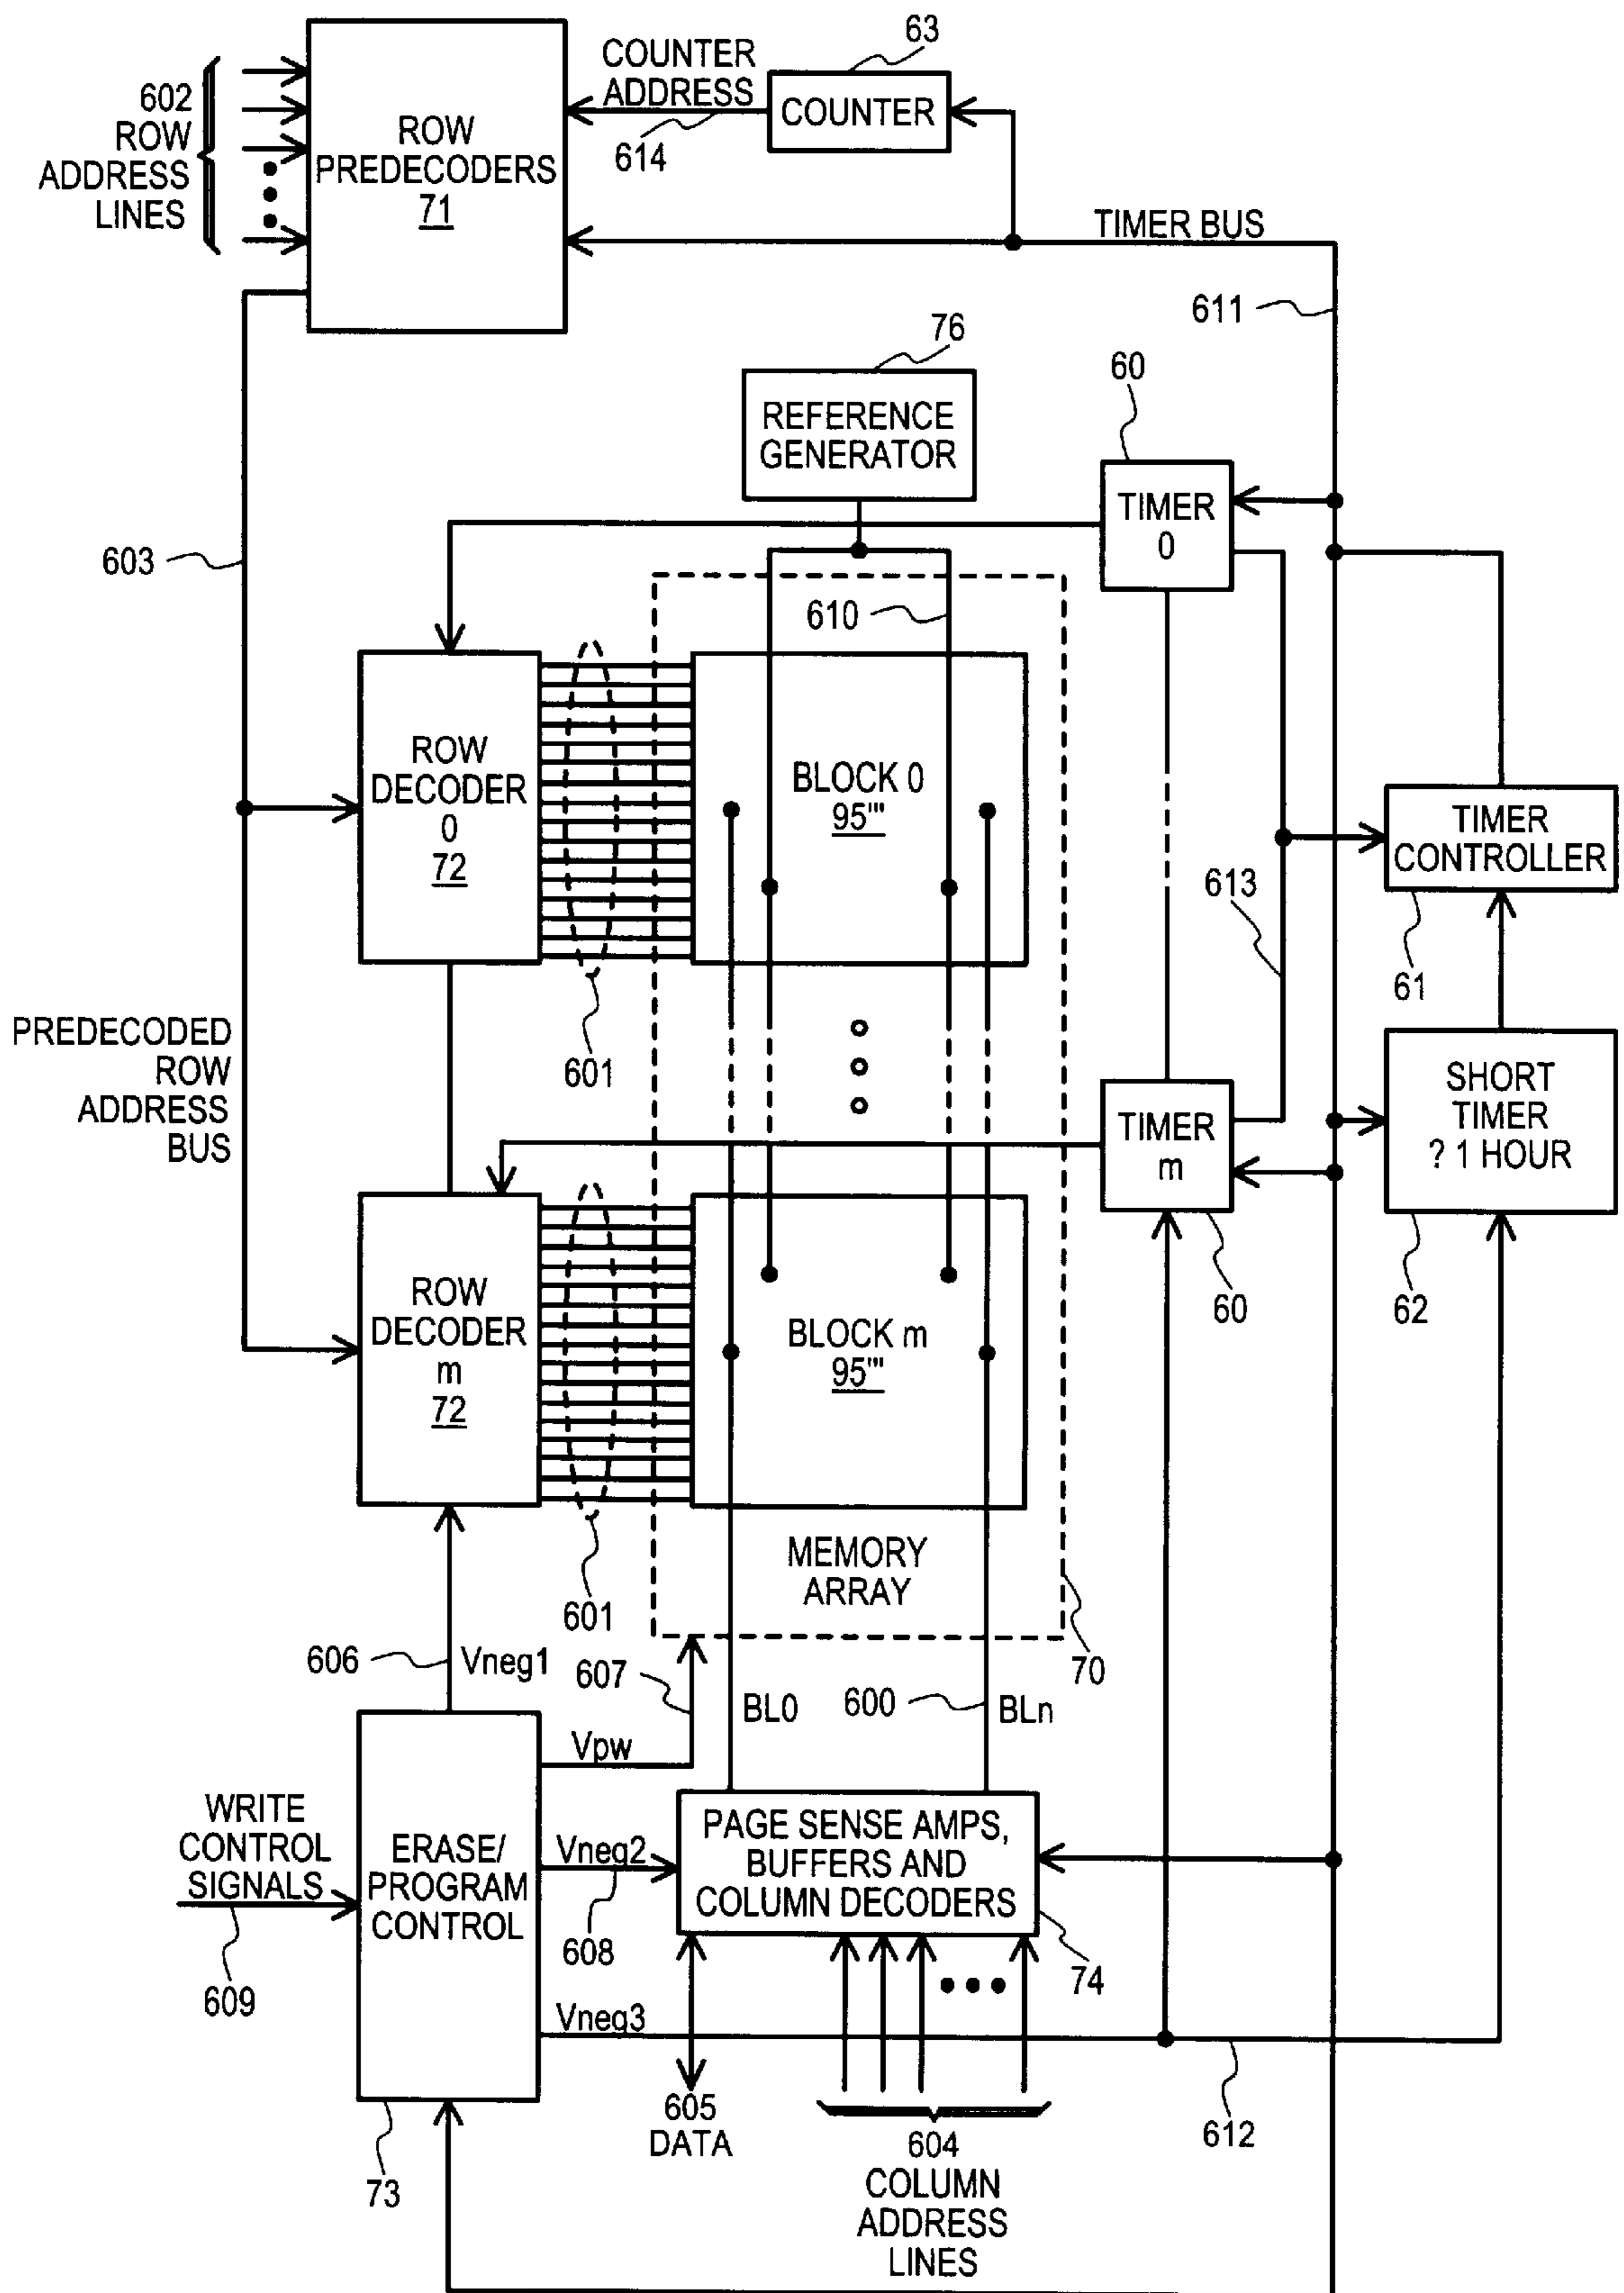 63
COUNTER
ADDRESS
COUNTER
614
602
ROW
ADDRESS
LINES
ROW
PREDECODERS
71
TIMER BUS
611
76
REFERENCE
GENERATOR
60
TIMER
0
603
610
ROW
DECODER
0
72
BLOCK 0
95'''
TIMER
CONTROLLER
613
61
601
PREDECODED
ROW
ADDRESS
BUS
TIMER
m
SHORT
TIMER
? 1 HOUR
60
62
ROW
DECODER
m
72
BLOCK m
95'''
MEMORY
ARRAY
601
70
606
Vneg1
607
BL0
600
BLn
Vpw
WRITE
CONTROL
SIGNALS
609
ERASE/
PROGRAM
CONTROL
Vneg2
608
PAGE SENSE AMPS,
BUFFERS AND
COLUMN DECODERS
74
Vneg3
73
605
DATA
604
COLUMN
ADDRESS
LINES
612